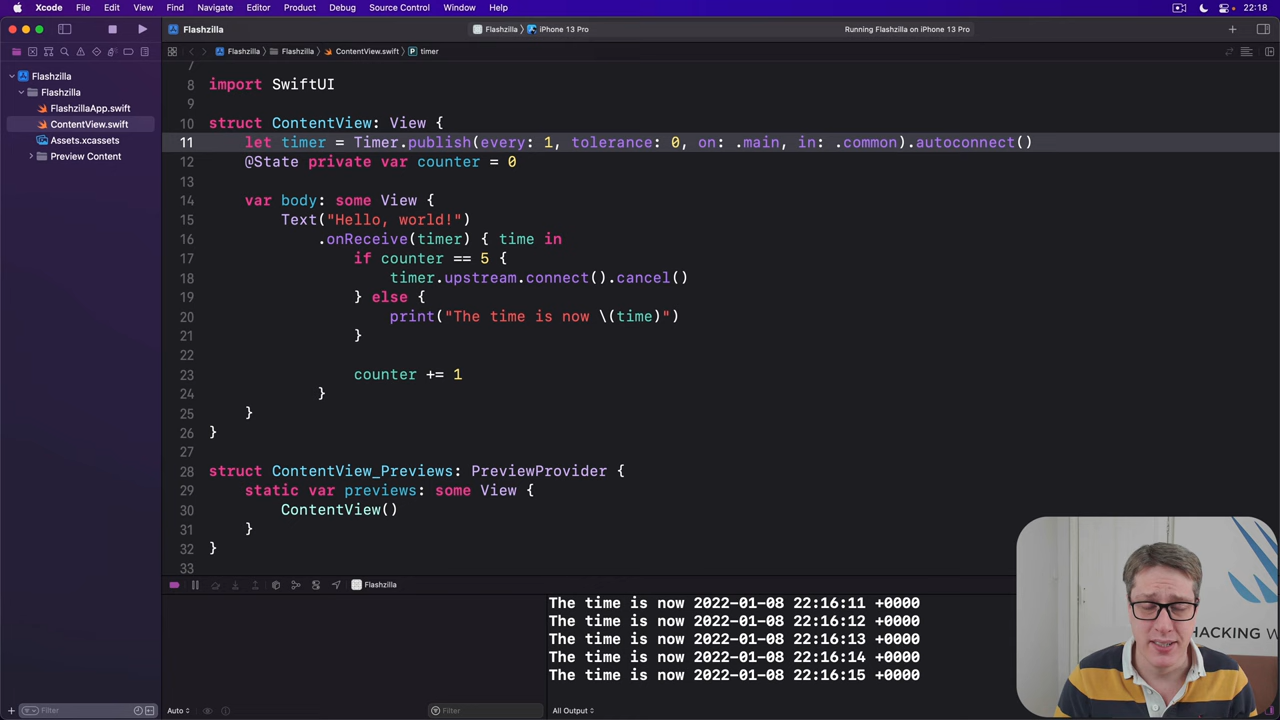 Xcode File Edit View Find Navigate Editor Product Debug Source Control Window Help 22:18
Flashzilla Flashzilla iPhone 13 Pro Running Flashzilla on iPhone 13 Pro
Flashzilla Flashzilla ContentView.swift P timer
Flashzilla
Flashzilla
FlashzillaApp.swift
ContentView.swift
Assets.xcassets
Preview Content
7
8 import SwiftUI
9
10 struct ContentView: View {
11 let timer = Timer.publish(every: 1, tolerance: 0, on: .main, in: .common).autoconnect()
12 @State private var counter = 0
13
14 var body: some View {
15 Text("Hello, world!")
16 .onReceive(timer) { time in
17 if counter == 5 {
18 timer.upstream.connect().cancel()
19 } else {
20 print("The time is now \(time)")
21 }
22
23 counter += 1
24 }
25 }
26 }
27
28 struct ContentView_Previews: PreviewProvider {
29 static var previews: some View {
30 ContentView()
31 }
32 }
33
Flashzilla
The time is now 2022-01-08 22:16:11 +0000
The time is now 2022-01-08 22:16:12 +0000
The time is now 2022-01-08 22:16:13 +0000
The time is now 2022-01-08 22:16:14 +0000
The time is now 2022-01-08 22:16:15 +0000
HACKING W
Filter Auto Filter All Output